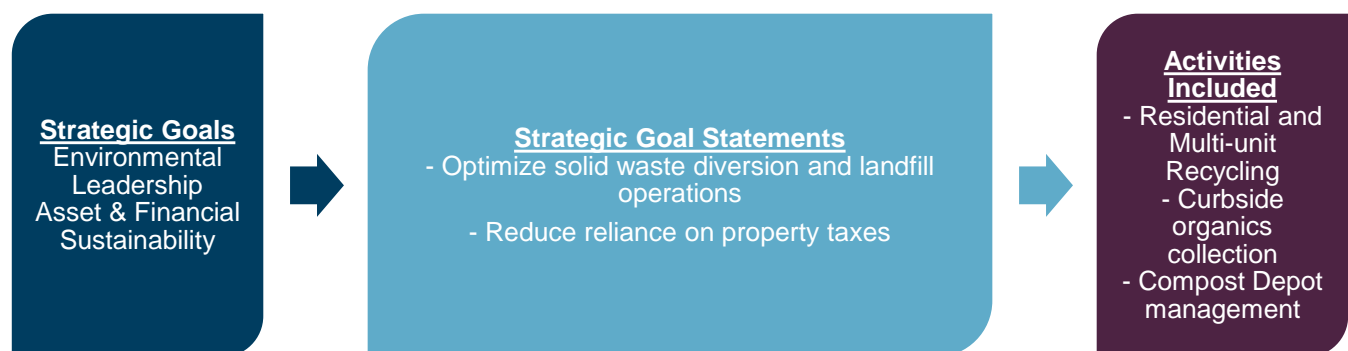 Strategic Goals
Environmental
Leadership
Asset & Financial
Sustainability
Strategic Goal Statements
- Optimize solid waste diversion and landfill
operations
- Reduce reliance on property taxes
Activities
Included
- Residential and
Multi-unit
Recycling
- Curbside
organics
collection
- Compost Depot
management